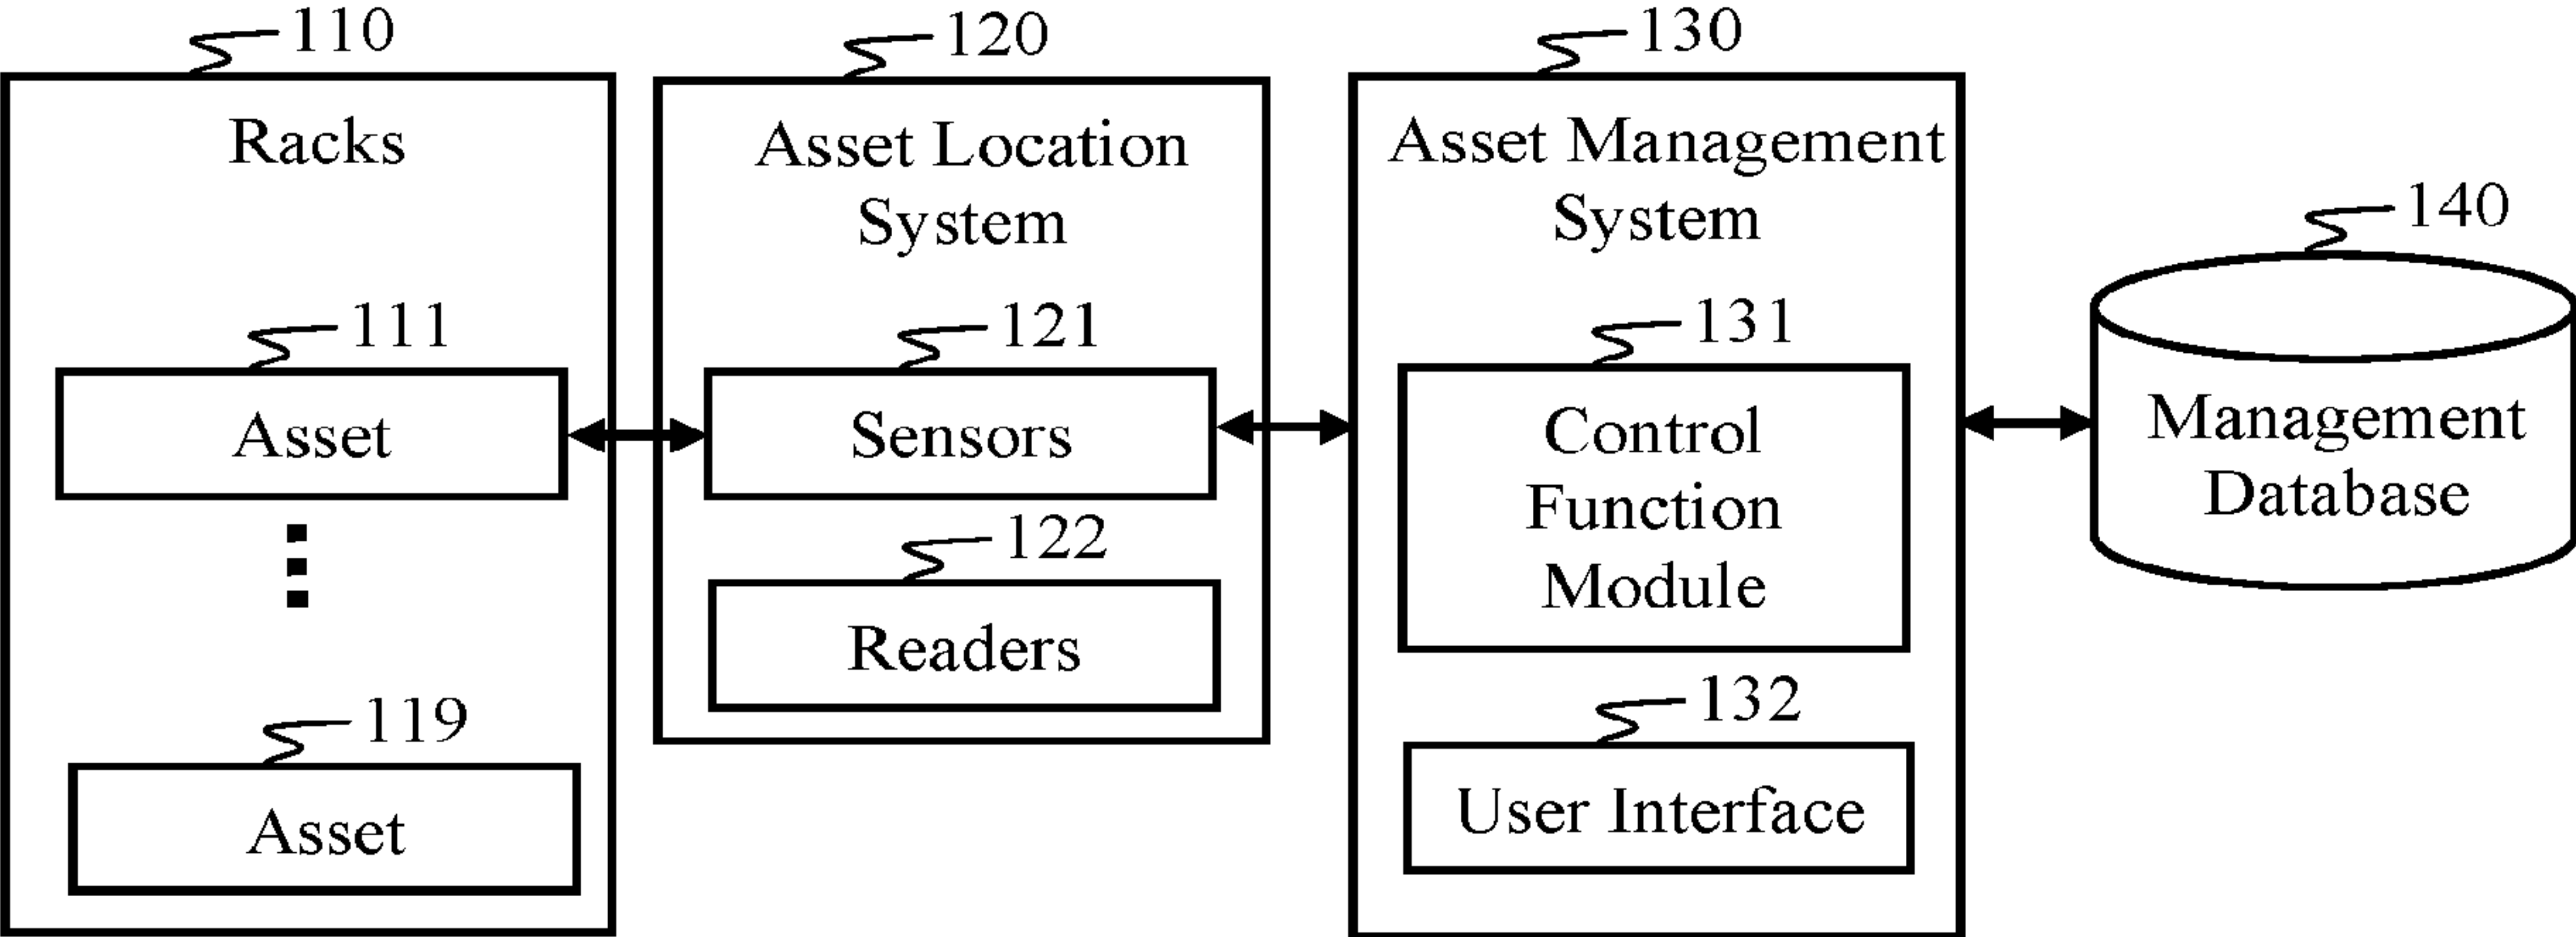 110
Racks
111
Asset
119
Asset
120
Asset Location
System
121
Sensors
122
Readers
130
Asset Management
System
131
Control
Function
Module
132
User Interface
140
Management
Database